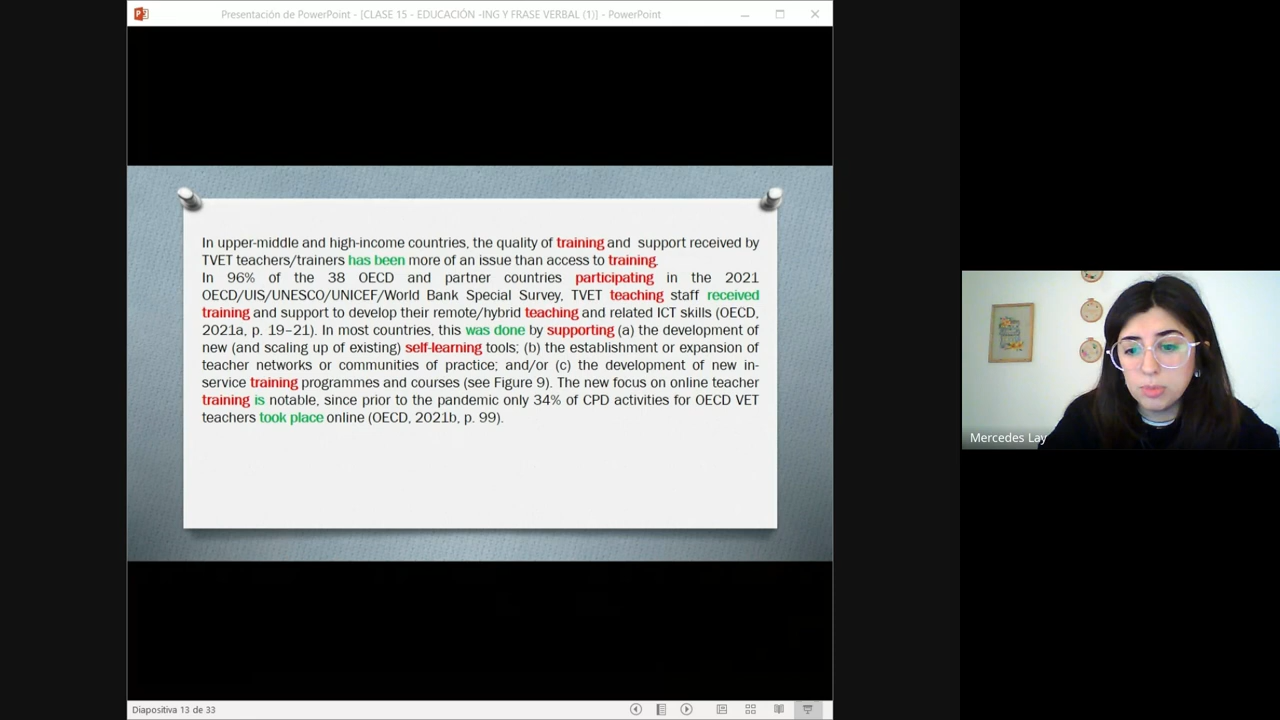 Presentación de PowerPoint - [CLASE 15 - EDUCACIÓN -ING Y FRASE VERBAL (1)] - PowerPoint
In upper-middle and high-income countries, the quality of training and support received by
TVET teachers/trainers has been more of an issue than access to training.
In 96% of the 38 OECD and partner countries participating in the 2021
OECD/UIS/UNESCO/UNICEF/World Bank Special Survey, TVET teaching staff received
training and support to develop their remote/hybrid teaching and related ICT skills (OECD,
2021a, p. 19–21). In most countries, this was done by supporting (a) the development of
new (and scaling up of existing) self-learning tools; (b) the establishment or expansion of
teacher networks or communities of practice; and/or (c) the development of new in-
service training programmes and courses (see Figure 9). The new focus on online teacher
training is notable, since prior to the pandemic only 34% of CPD activities for OECD VET
teachers took place online (OECD, 2021b, p. 99).
Mercedes Lay
Diapositiva 13 de 33